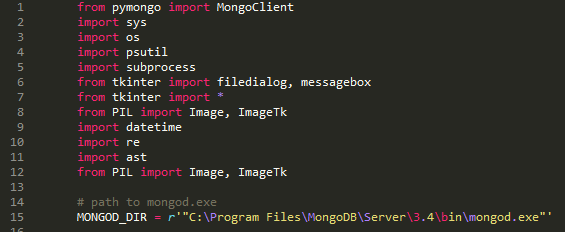 1 from pymongo import MongoClient
2 import sys
3 import os
4 import psutil
5 import subprocess
6 from tkinter import filedialog, messagebox
7 from tkinter import *
8 from PIL import Image, ImageTk
9 import datetime
10 import re
11 import ast
12 from PIL import Image, ImageTk
13
14 # path to mongod.exe
15 MONGOD_DIR = r'"C:\Program Files\MongoDB\Server\3.4\bin\mongod.exe"'
16